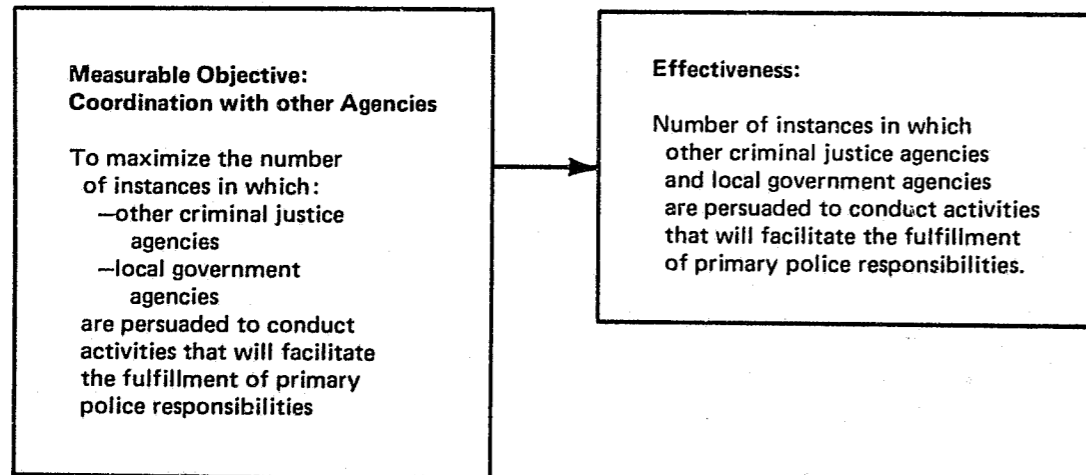 Measurable Objective:
Coordination with other Agencies
To maximize the number
of instances in which:
—other criminal justice
agencies
—local government
agencies
are persuaded to conduct
activities that will facilitate
the fulfillment of primary
police responsibilities
Effectiveness:
Number of instances in which
other criminal justice agencies
and local government agencies
are persuaded to conduct activities
that will facilitate the fulfillment
of primary police responsibilities.